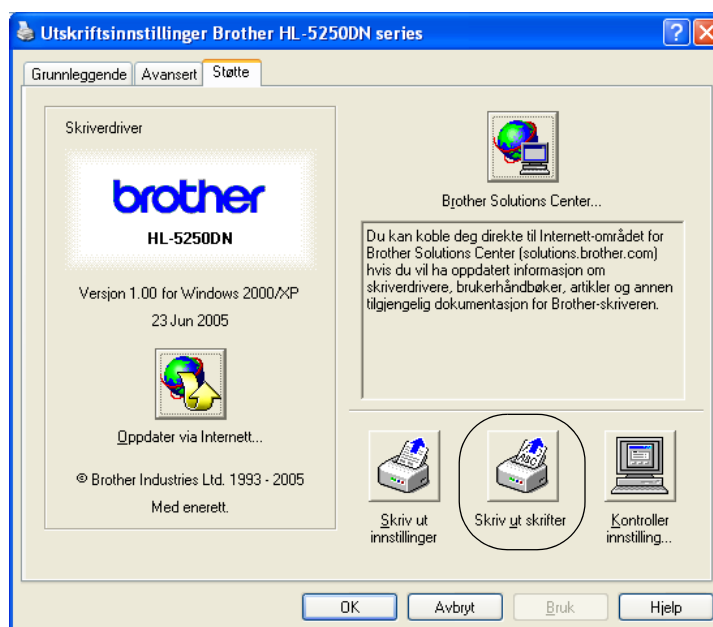 Utskriftsinnstillinger Brother HL-5250DN series
Grunnleggende Avansert Støtte
Skriverdriver
brother
HL-5250DN
Versjon 1.00 for Windows 2000/XP
23 Jun 2005
Oppdater via Internett...
© Brother Industries Ltd. 1993 - 2005
Med enerett.
Brother Solutions Center...
Du kan koble deg direkte til Internett-området for
Brother Solutions Center (solutions.brother.com)
hvis du vil ha oppdatert informasjon om
skriverdrivere, brukerhåndbøker, artikler og annen
tilgjengelig dokumentasjon for Brother-skriveren.
Skriv ut
innstillinger
ABC
Skriv ut skrifter
Kontroller
innstilling...
OK Avbryt Bruk Hjelp